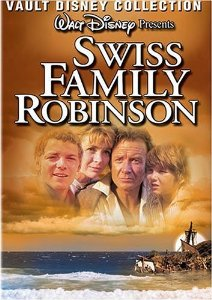 VAULT DISNEY COLLECTION
WALT DISNEY Presents
SWISS
FAMILY
ROBINSON